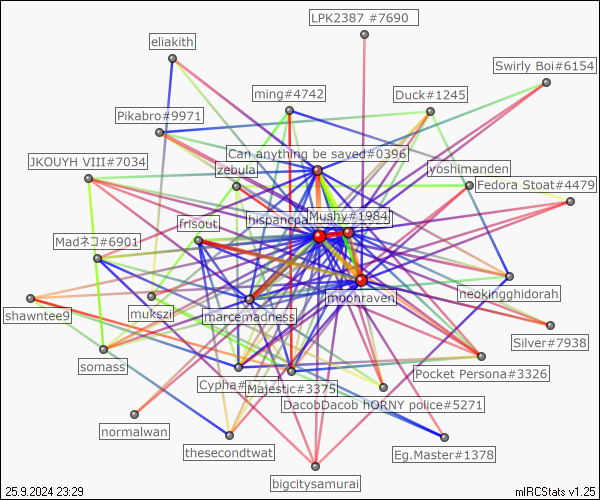 LPK2387 #7690
eliakith
Swirly Boi#6154
ming#4742
Duck#1245
Pikabro#9971
Can anything be saved#0396
JKOUYH VIII#7034
zebula
yoshimanden
Fedora Stoat#4479
hispancpa
Mushy#1984
frisout
Madネコ#6901
neokingghidorah
moonraven
mukszi
marcemadness
shawntee9
Silver#7938
somass
Pocket Persona#3326
Cypha#
Majestic#3375
DacobDacob hORNY police#5271
normalwan
thesecondtwat
Eg.Master#1378
bigcitysamurai
25.9.2024 23:29
mIRCStats v1.25